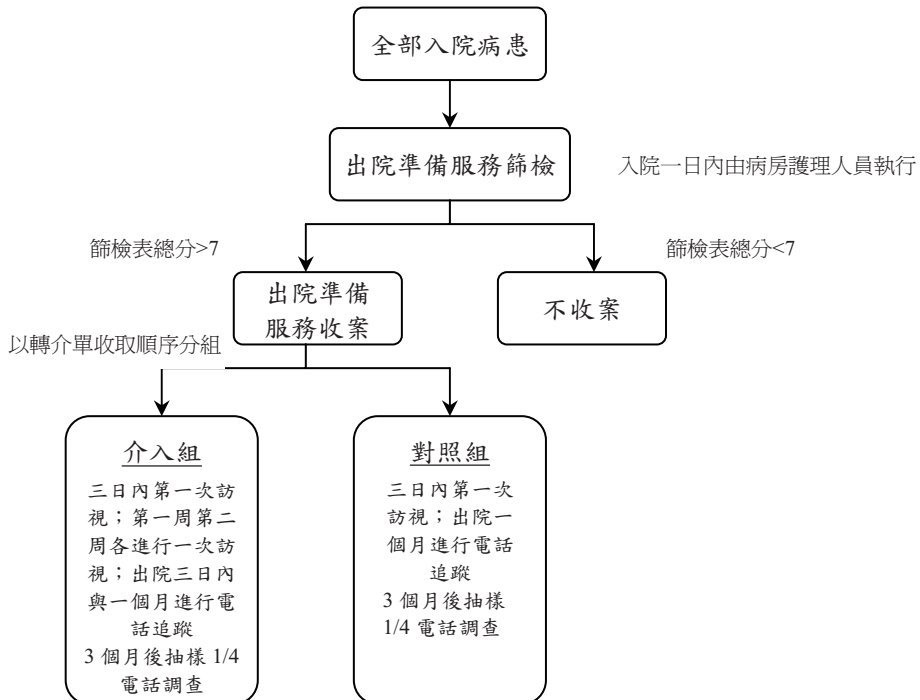 全部入院病患
出院準備服務篩檢
入院一日內由病房護理人員執行
篩檢表總分>7
篩檢表總分<7
出院準備
服務收案
不收案
以轉介單收取順序分組
介入組
三日內第一次訪
視；第一周第二
周各進行一次訪
視；出院三日內
與一個月進行電
話追蹤
3 個月後抽樣 1/4
電話調查
對照組
三日內第一次
訪視；出院一
個月進行電話
追蹤
3 個月後抽樣
1/4 電話調查